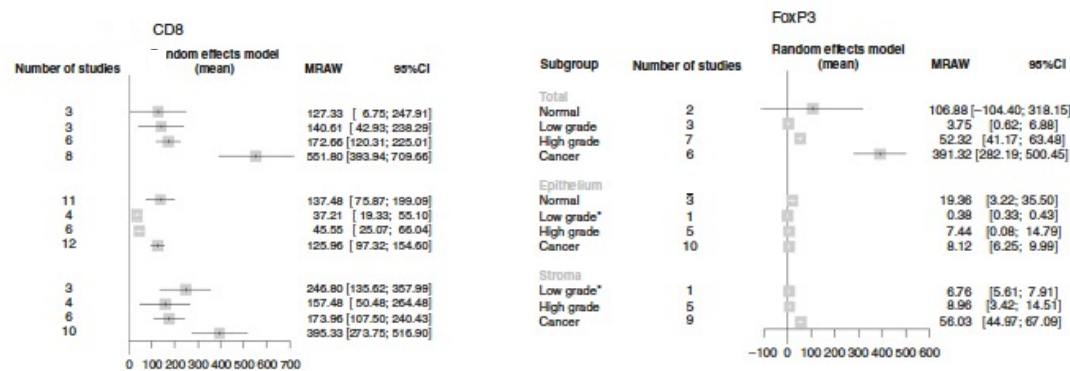 CD8
ndom effects model
(mean)
Number of studies
MRAW
95%CI
3
127.33 [ 6.75; 247.91]
3
140.61 [ 42.93; 238.29]
6
172.66 [120.31; 225.01]
8
551.80 [393.94; 709.66]
11
137.48 [75.87; 199.09]
4
37.21 [ 19.33; 55.10]
6
45.55 [ 25.07; 66.04]
12
125.96 [ 97.32; 154.60]
3
246.80 [135.62; 357.99]
4
157.48 [ 50.48; 264.48]
6
173.96 [107.50; 240.43]
10
395.33 [273.75; 516.90]
0 100 200 300 400 500 600 700
FoxP3
Random effects model
(mean)
Subgroup
Number of studies
MRAW
95%CI
Total
Normal 2 106.88 [−104.40; 318.15]
Low grade 3 3.75 [0.62; 6.88]
High grade 7 52.32 [41.17; 63.48]
Cancer 6 391.32 [282.19; 500.45]
Epithelium
Normal 3 19.36 [3.22; 35.50]
Low grade* 1 0.38 [0.33; 0.43]
High grade 5 7.44 [0.08; 14.79]
Cancer 10 8.12 [6.25; 9.99]
Stroma
Low grade* 1 6.76 [5.61; 7.91]
High grade 5 8.96 [3.42; 14.51]
Cancer 9 56.03 [44.97; 67.09]
−100 0 100 200 300 400 500 600